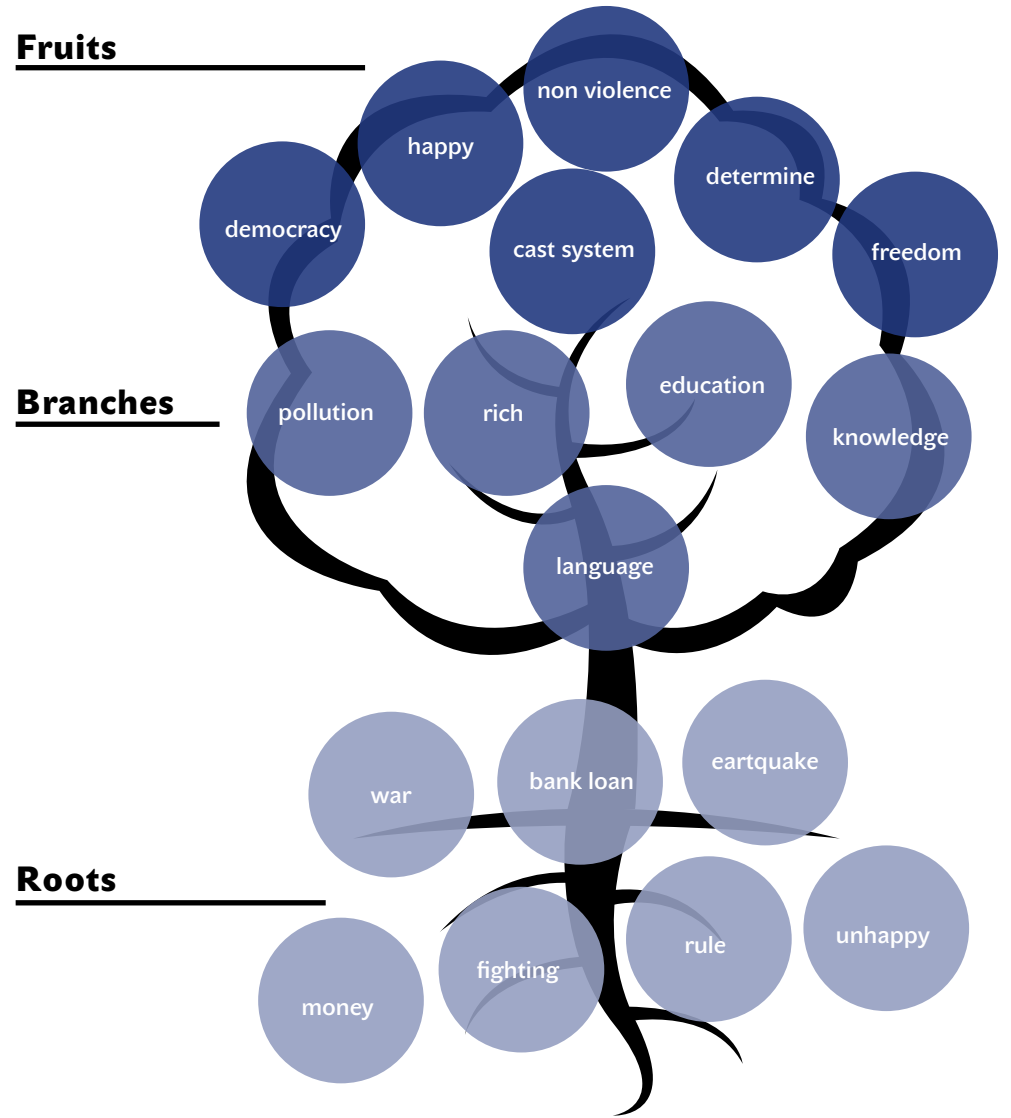 Fruits
non violence
happy
determine
democracy
cast system
freedom
Branches
education
pollution
rich
knowledge
language
eartquake
bank loan
war
Roots
unhappy
rule
fighting
money